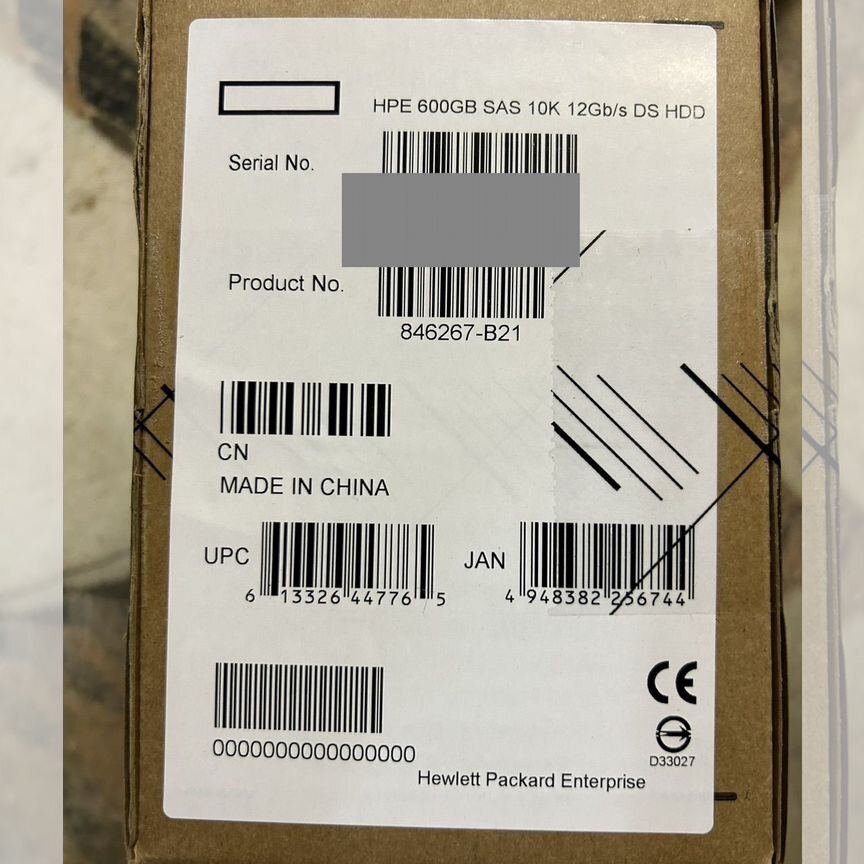 HPE 600GB SAS 10K 12Gb/s DS HDD
Serial No.
Product No.
846267-B21
CN
MADE IN CHINA
UPC
6 13326 44776 5
JAN
4 948382 256744
0000000000000000
CE
D33027
Hewlett Packard Enterprise